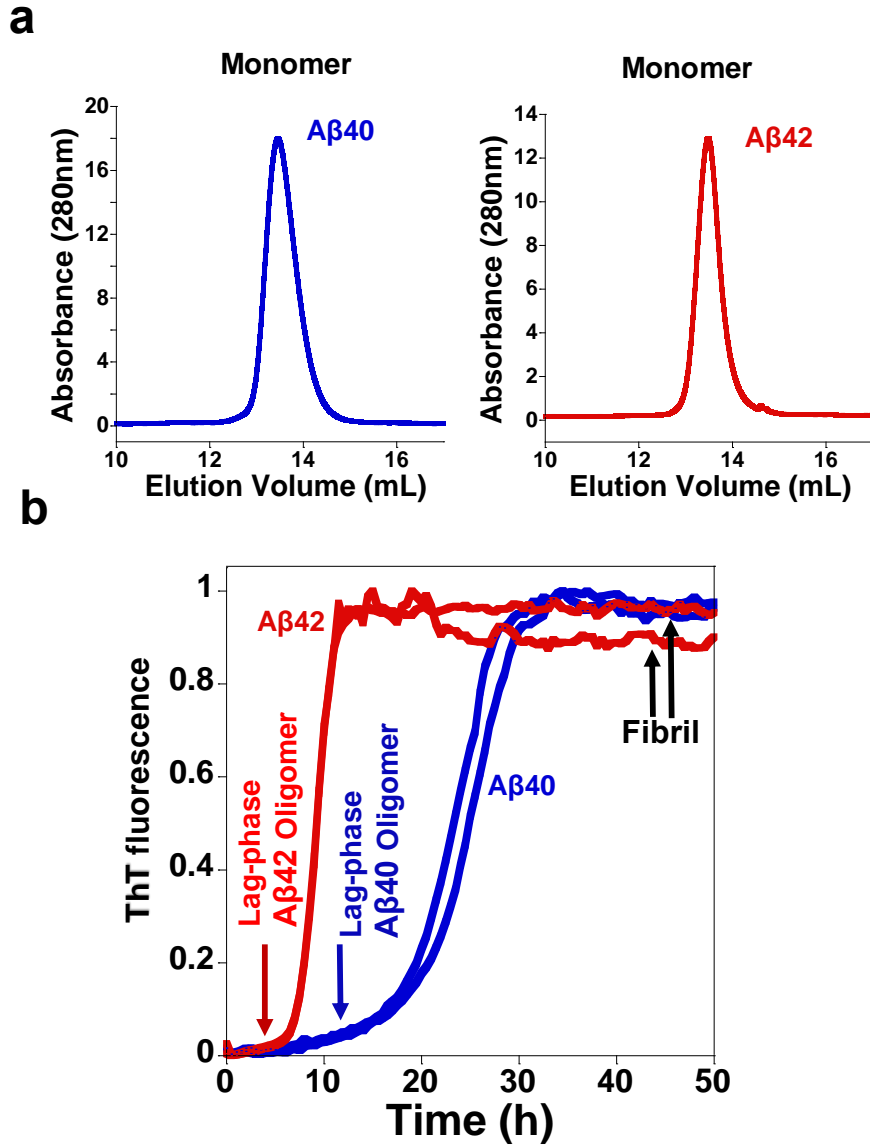 a
Monomer
Aβ40
Absorbance (280nm)
20
16
12
8
4
0
10 12 14 16
Elution Volume (mL)
Monomer
Aβ42
Absorbance (280nm)
14
12
10
8
6
4
2
0
10 12 14 16
Elution Volume (mL)
b
ThT fluorescence
1
0.8
0.6
0.4
0.2
0
Aβ42
Lag-phase
Aβ42 Oligomer
Lag-phase
Aβ40 Oligomer
Aβ40
Fibril
0 10 20 30 40 50
Time (h)